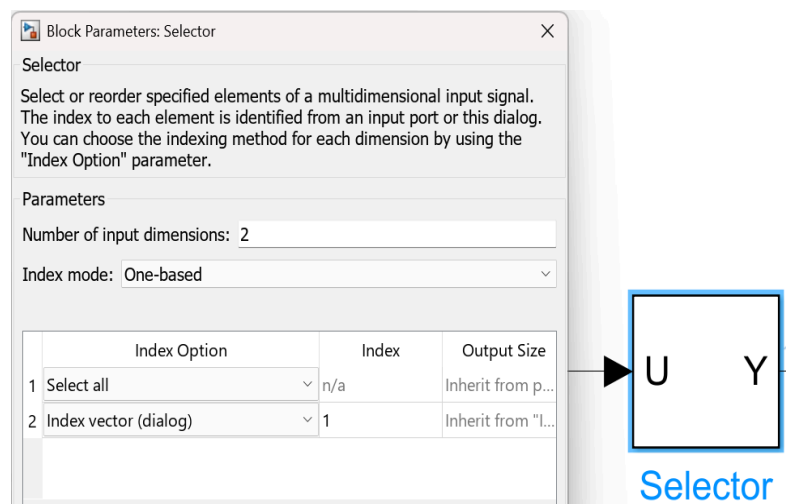 Block Parameters: Selector
Selector
Select or reorder specified elements of a multidimensional input signal.
The index to each element is identified from an input port or this dialog.
You can choose the indexing method for each dimension by using the
"Index Option" parameter.
Parameters
Number of input dimensions: 2
Index mode: One-based
Index Option Index Output Size
1 Select all n/a Inherit from p...
2 Index vector (dialog) 1 Inherit from "I...
U Y
Selector